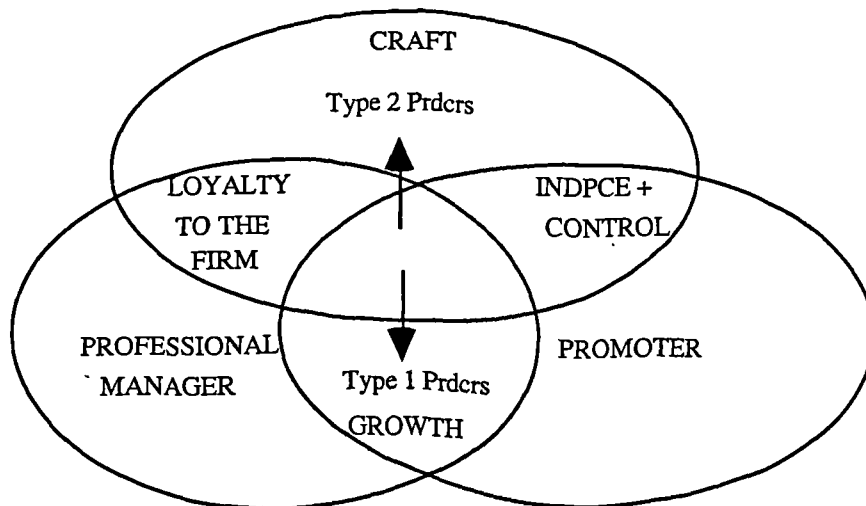 CRAFT
Type 2 Prdcrs
LOYALTY
TO THE
FIRM
INDPCE +
CONTROL
PROFESSIONAL
MANAGER
PROMOTER
Type 1 Prdcrs
GROWTH